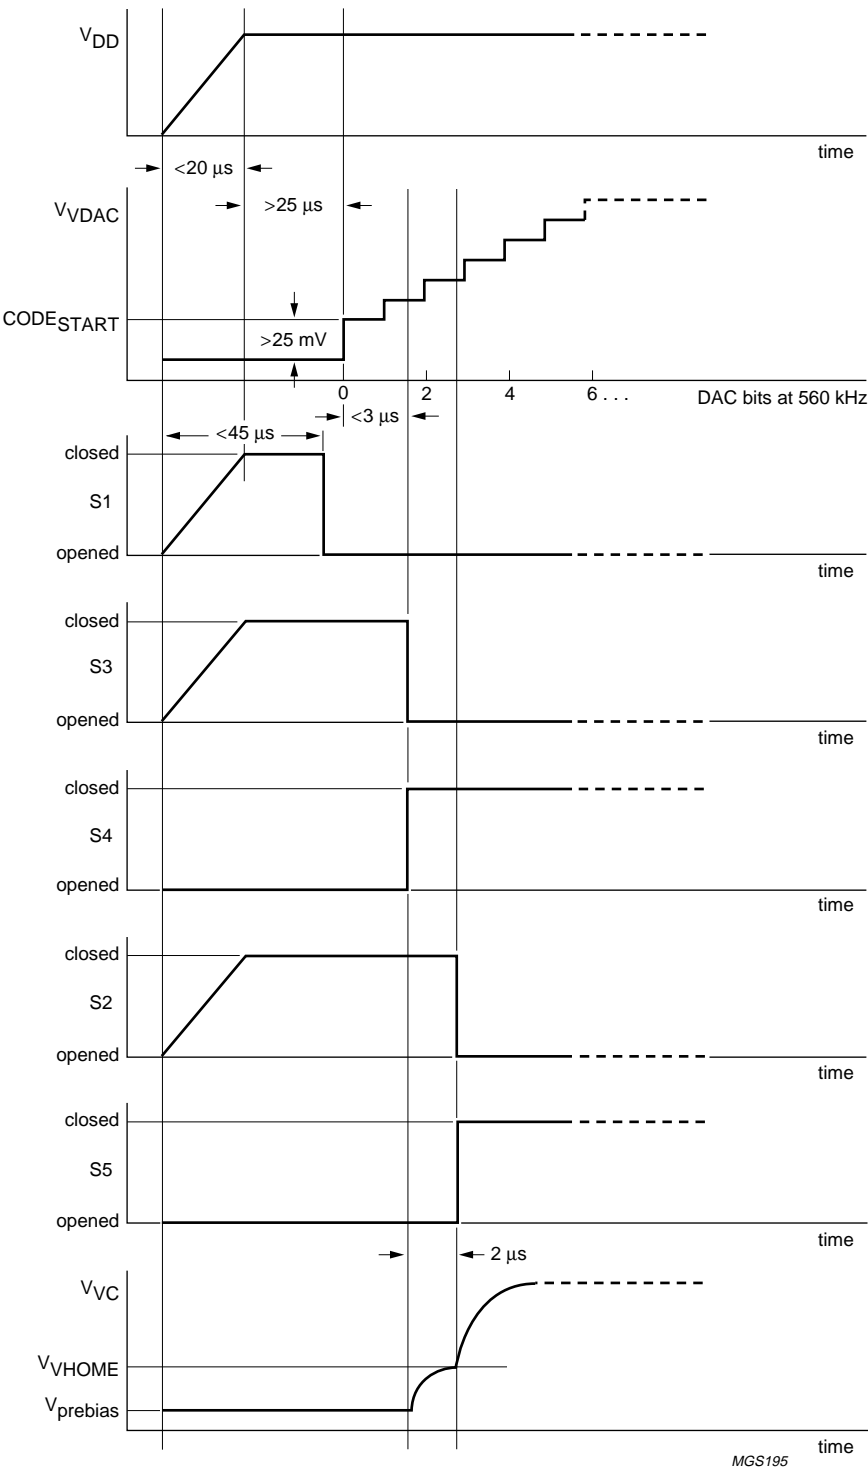 VDD
time
<20 μs
>25 μs
VVDAC
CODESTART
>25 mV
0 2 4 6 . . . DAC bits at 560 kHz
<3 μs
<45 μs
closed
S1
opened
time
closed
S3
opened
time
closed
S4
opened
time
closed
S2
opened
time
closed
S5
opened
time
2 μs
VVC
VVHOME
Vprebias
time
MGS195